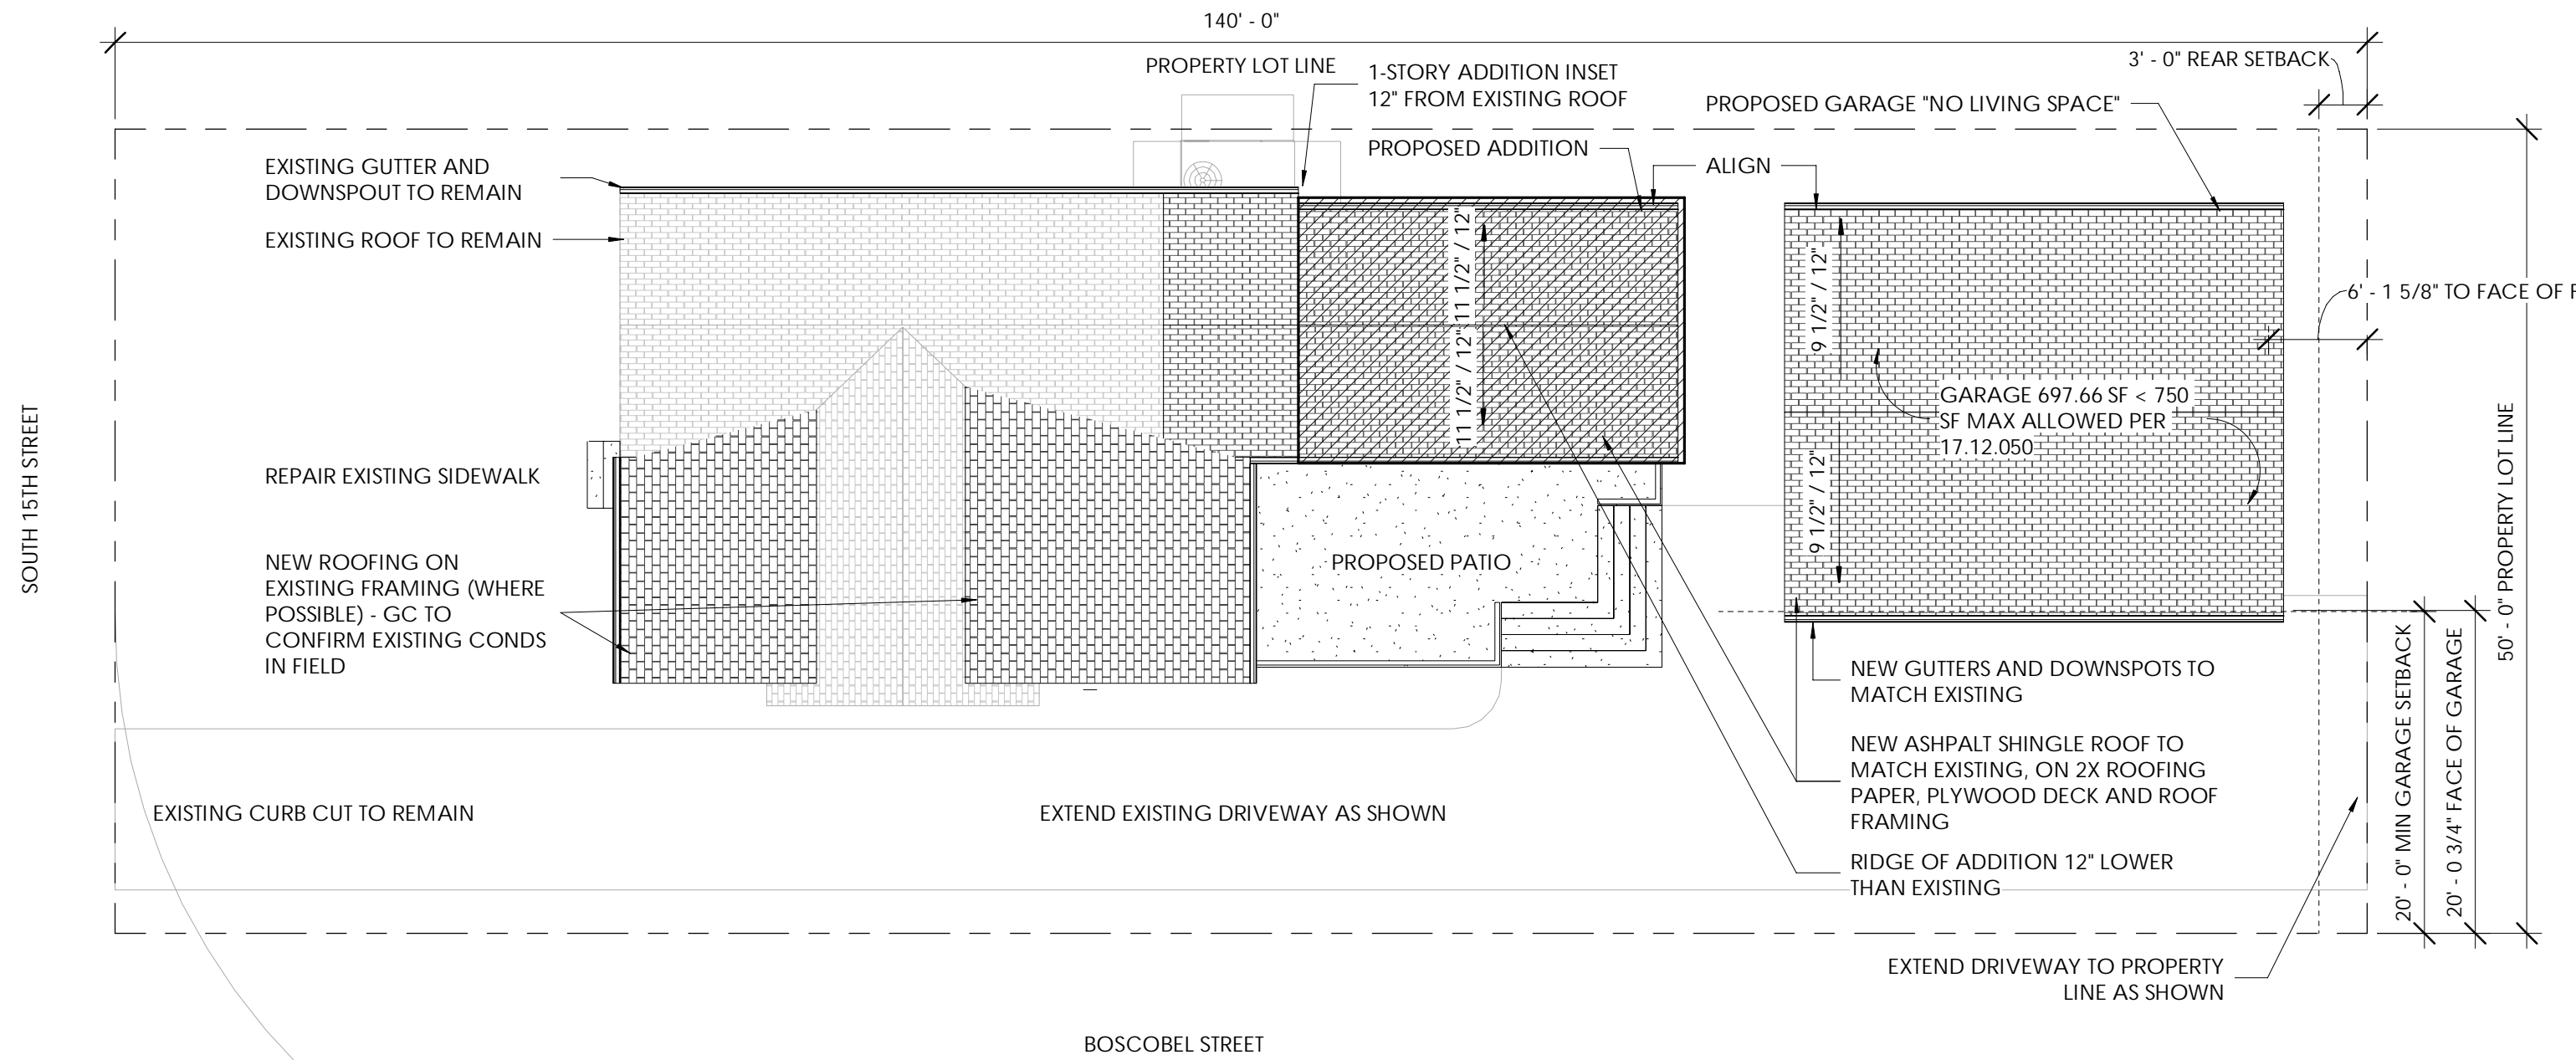 140' - 0"
PROPERTY LOT LINE
1-STORY ADDITION INSET
12" FROM EXISTING ROOF
3' - 0" REAR SETBACK
PROPOSED GARAGE "NO LIVING SPACE"
PROPOSED ADDITION
ALIGN
EXISTING GUTTER AND
DOWNSPOUT TO REMAIN
EXISTING ROOF TO REMAIN
11 1/2" / 12"
11 1/2" / 12"
9 1/2" / 12"
9 1/2" / 12"
6' - 1 5/8" TO FACE OF
GARAGE 697.66 SF < 750
SF MAX ALLOWED PER
17.12.050
SOUTH 15TH STREET
REPAIR EXISTING SIDEWALK
NEW ROOFING ON
EXISTING FRAMING (WHERE
POSSIBLE) - GC TO
CONFIRM EXISTING CONDS
IN FIELD
PROPOSED PATIO
50' - 0" PROPERTY LOT LINE
20' - 0" MIN GARAGE SETBACK
20' - 0 3/4" FACE OF GARAGE
NEW GUTTERS AND DOWNSPOTS TO
MATCH EXISTING
NEW ASHPALT SHINGLE ROOF TO
MATCH EXISTING, ON 2X ROOFING
PAPER, PLYWOOD DECK AND ROOF
FRAMING
EXISTING CURB CUT TO REMAIN
EXTEND EXISTING DRIVEWAY AS SHOWN
RIDGE OF ADDITION 12" LOWER
THAN EXISTING
EXTEND DRIVEWAY TO PROPERTY
LINE AS SHOWN
BOSCOBEL STREET